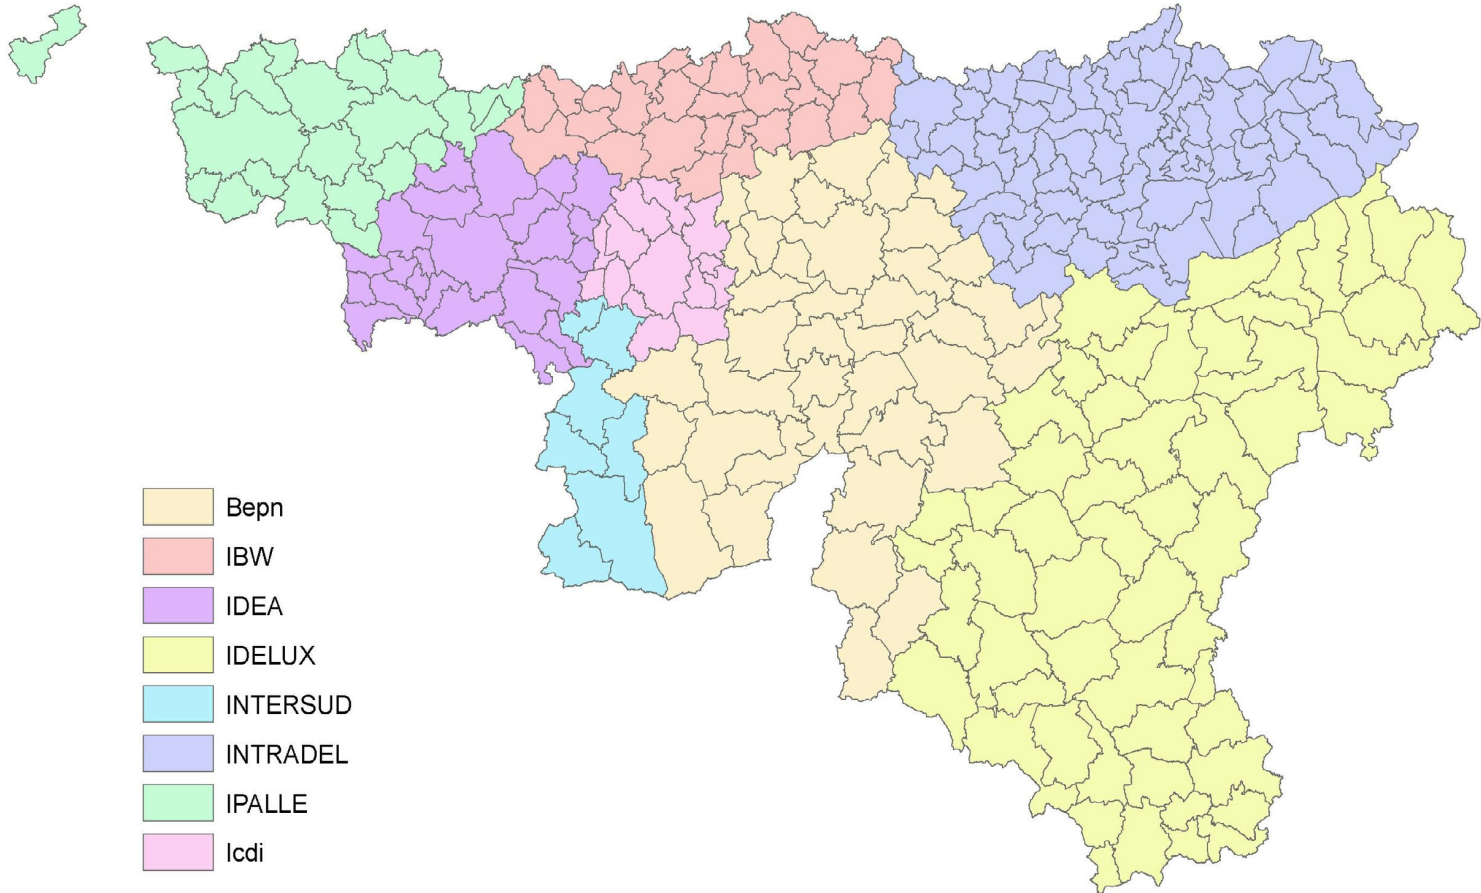 Bepn
IBW
IDEA
IDELUX
INTERSUD
INTRADEL
IPALLE
Icdi